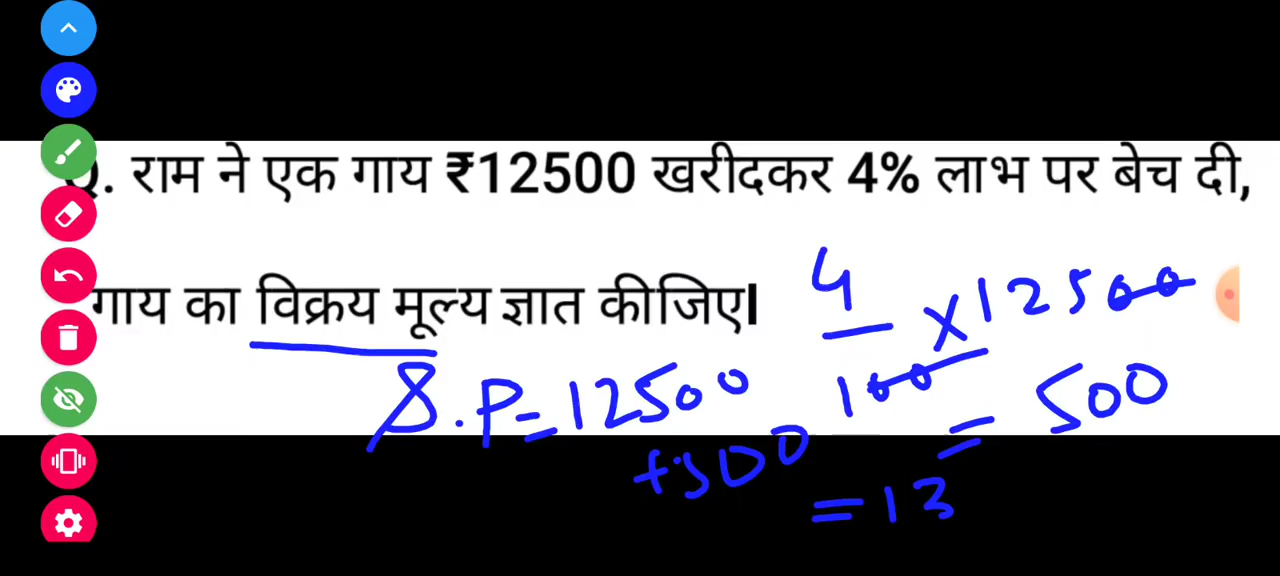 Q. राम ने एक गाय ₹12500 खरीदकर 4% लाभ पर बेच दी,
गाय का विक्रय मूल्य ज्ञात कीजिए।
4/100 × 12500
= 500
S.P = 12500
+500
= 13